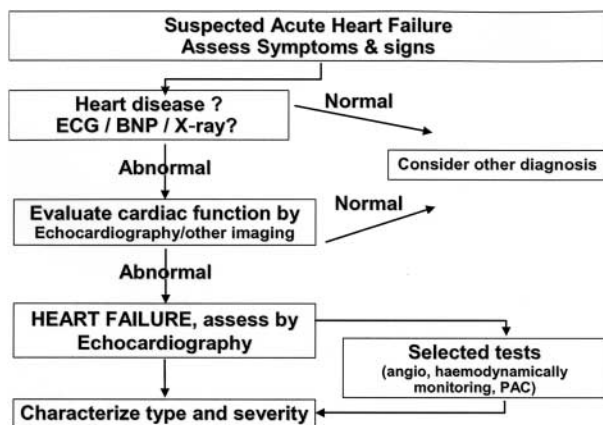 Suspected Acute Heart Failure
Assess Symptoms & signs
Heart disease ?
ECG / BNP / X-ray?
Normal
Consider other diagnosis
Abnormal
Evaluate cardiac function by
Echocardiography/other imaging
Normal
Abnormal
HEART FAILURE, assess by
Echocardiography
Selected tests
(angio, haemodynamically
monitoring, PAC)
Characterize type and severity